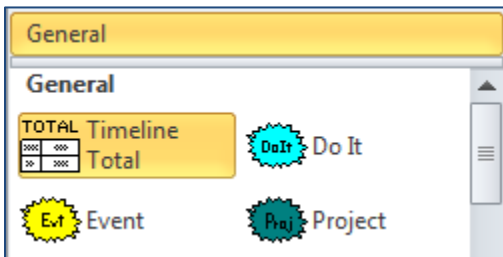 General
General
TOTAL Timeline
Total
DoIt Do It
Evt Event
Proj Project